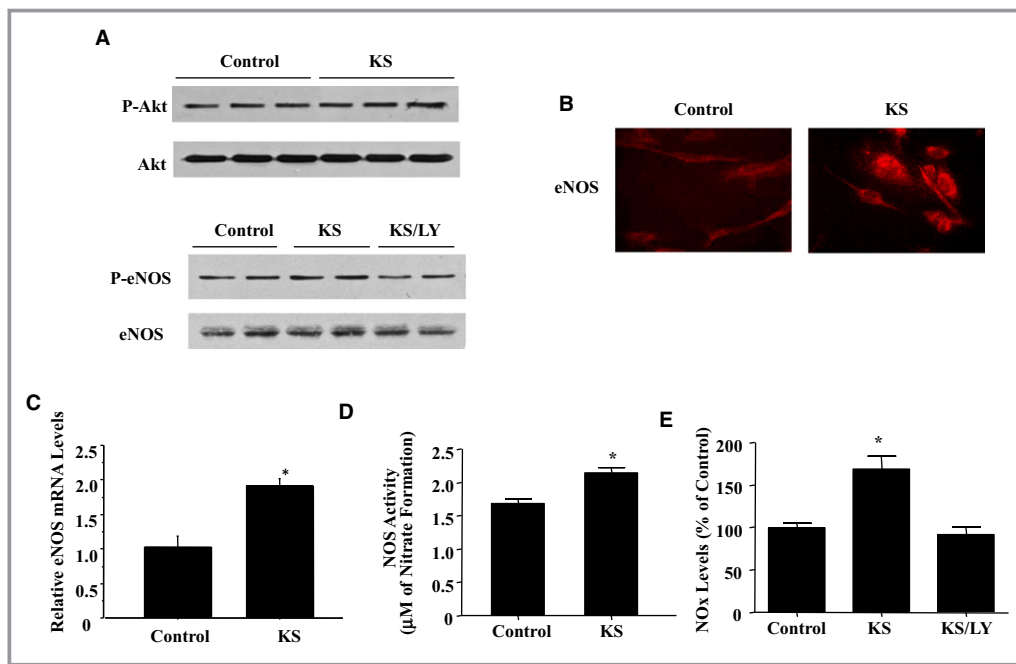 A
Control KS
P-Akt
Akt
Control KS KS/LY
P-eNOS
eNOS
B
Control KS
eNOS
C
Relative eNOS mRNA Levels
2.5
2.0
1.5
1.0
0.5
0
Control KS
D
NOS Activity
(μM of Nitrate Formation)
2.5
2.0
1.5
1.0
0.5
0
*
*
Control KS
E
NOx Levels (% of Control)
200
150
100
50
0
*
Control KS KS/LY